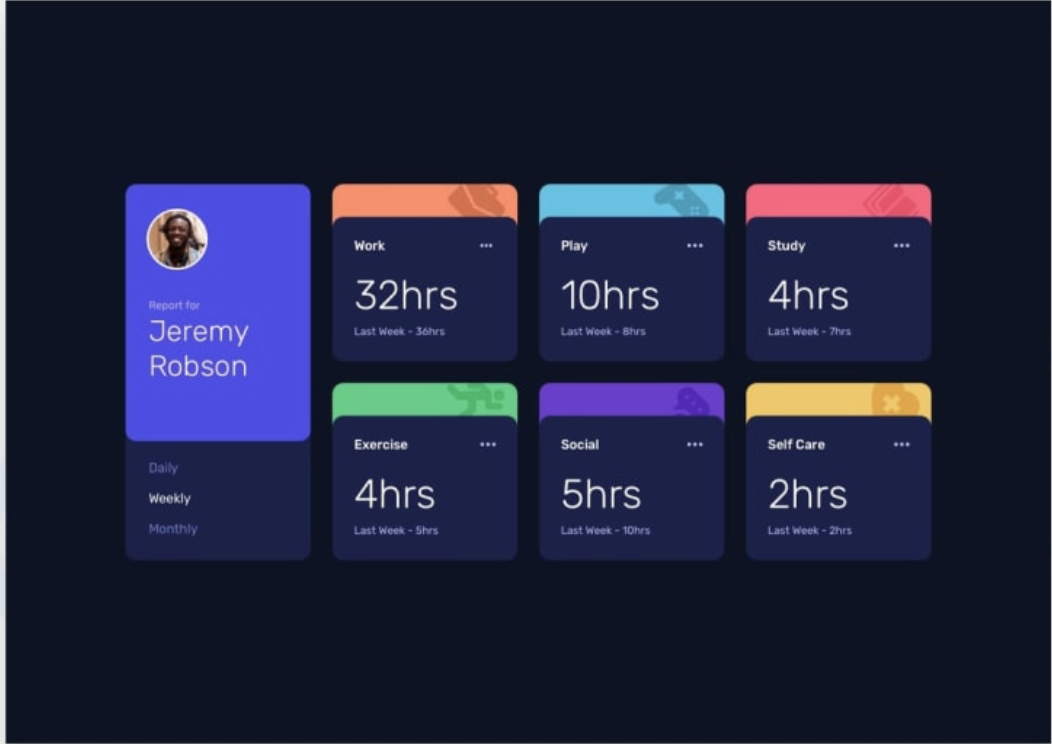 Report for
Jeremy
Robson
Daily
Weekly
Monthly
Work
32hrs
Last Week - 36hrs
Play
10hrs
Last Week - 8hrs
Study
4hrs
Last Week - 7hrs
Exercise
4hrs
Last Week - 5hrs
Social
5hrs
Last Week - 10hrs
Self Care
2hrs
Last Week - 2hrs